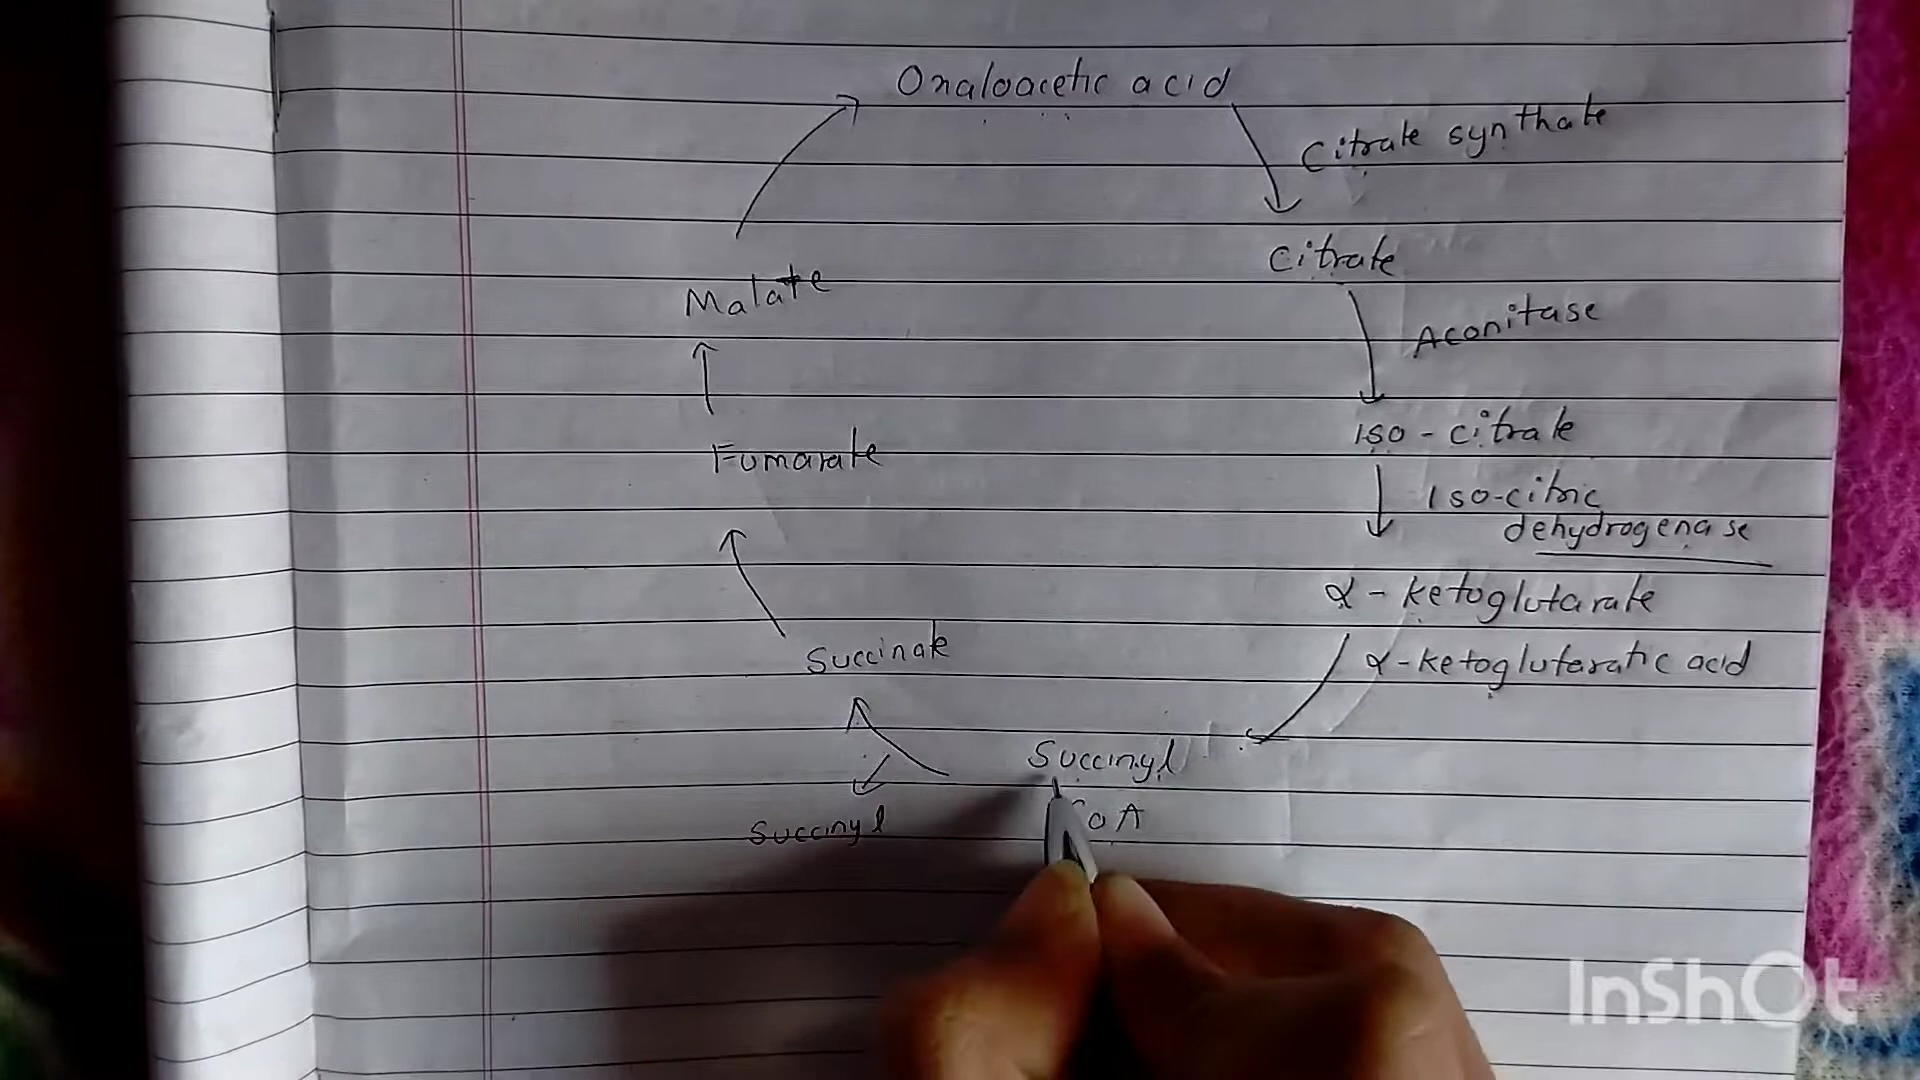 Oxaloacetic acid
Citrate synthate
Citrate
Malate
Aconitase
Iso - citrate
Fumarate
Iso-citric
dehydrogenase
α - ketoglutarate
Succinate
α-ketoglutaratic acid
Succinyl
CoA
Succinyl
InShOt